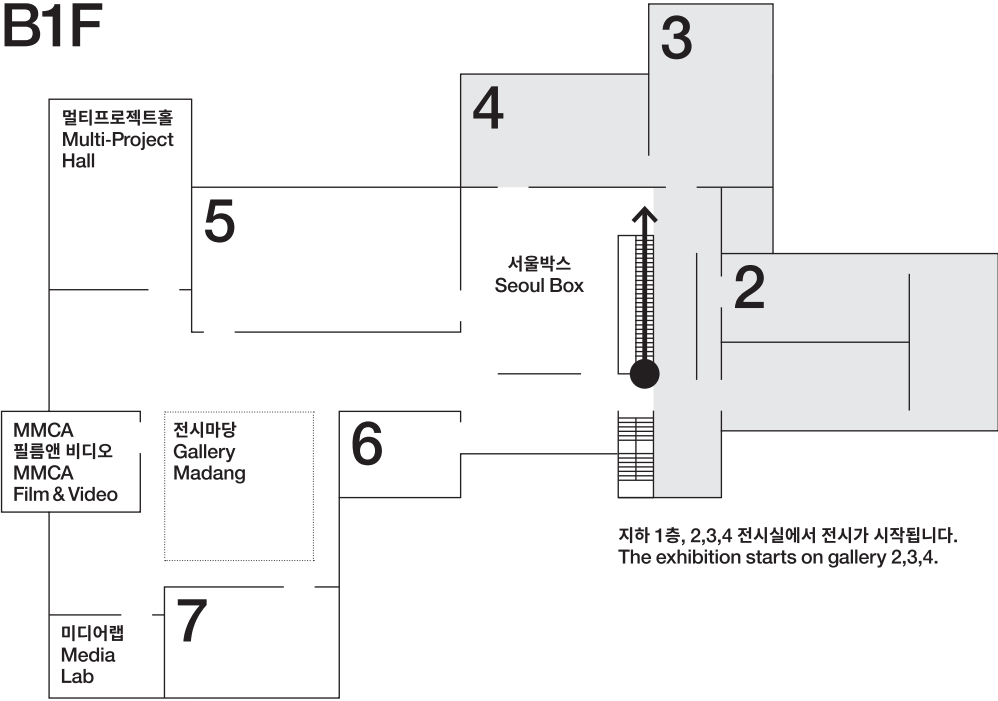 B1F
3
4
멀티프로젝트홀
Multi-Project
Hall
5
서울박스
Seoul Box
2
MMCA
필름앤 비디오
MMCA
Film & Video
전시마당
Gallery
Madang
6
지하 1층, 2,3,4 전시실에서 전시가 시작됩니다.
The exhibition starts on gallery 2,3,4.
7
미디어랩
Media
Lab